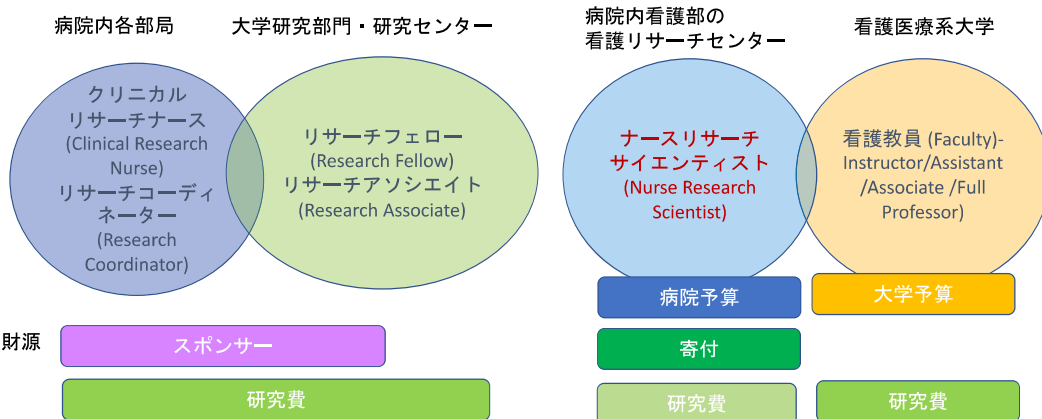 病院内各部局
大学研究部門・研究センター
病院内看護部の
看護リサーチセンター
看護医療系大学
クリニカル
リサーチナース
(Clinical Research
Nurse)
リサーチコーディ
ネーター
(Research
Coordinator)
リサーチフェロー
(Research Fellow)
リサーチアソシエイト
(Research Associate)
ナースリサーチ
サイエンティスト
(Nurse Research
Scientist)
看護教員 (Faculty)-
Instructor/Assistant
/Associate /Full
Professor)
病院予算
大学予算
財源
スポンサー
寄付
研究費
研究費
研究費